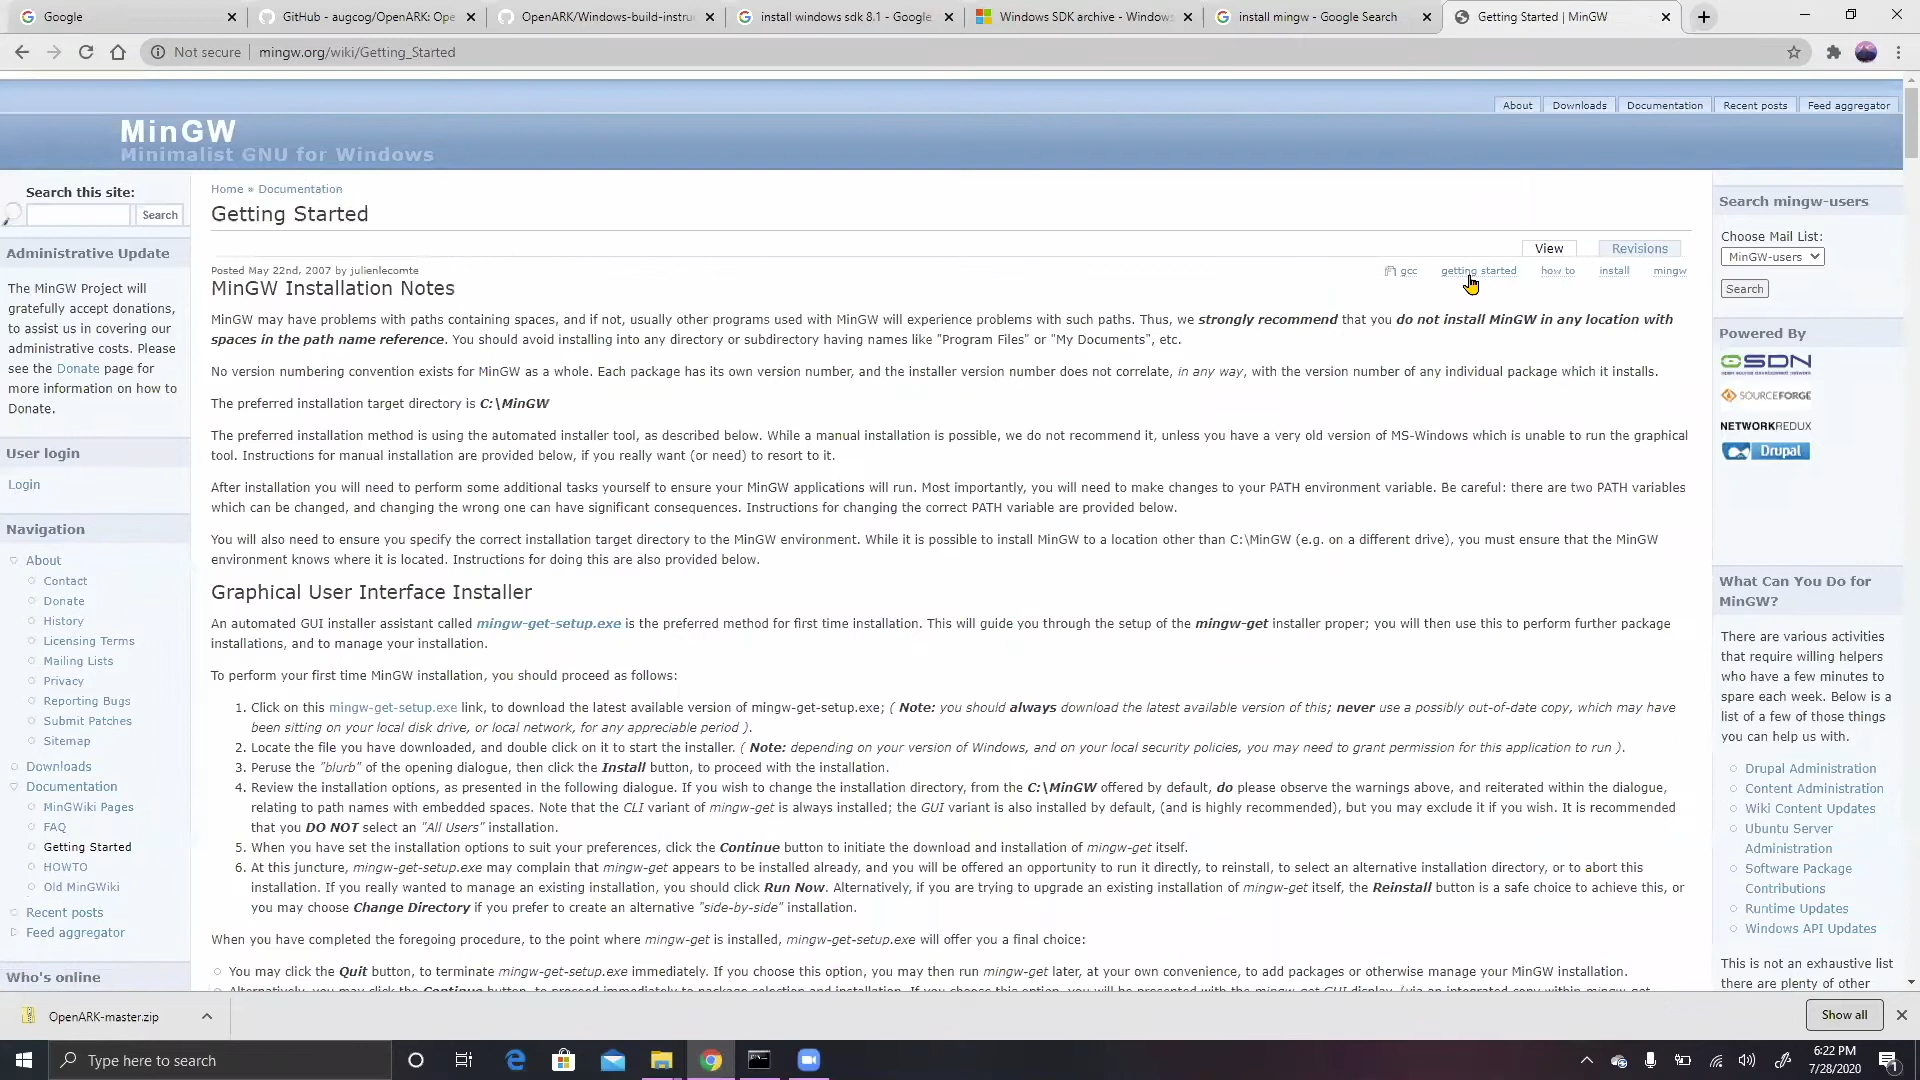 Google
GitHub - augcog/OpenARK: Ope
OpenARK/Windows-build-instru
install windows sdk 8.1 - Google
Windows SDK archive - Window
install mingw - Google Search
Getting Started | MinGW
Not secure | mingw.org/wiki/Getting_Started
About
Downloads
Documentation
Recent posts
Feed aggregator
MinGW
Minimalist GNU for Windows
Search this site:
Search
Administrative Update
The MinGW Project will
gratefully accept donations,
to assist us in covering our
administrative costs. Please
see the Donate page for
more information on how to
Donate.
User login
Login
Navigation
About
Contact
Donate
History
Licensing Terms
Mailing Lists
Privacy
Reporting Bugs
Submit Patches
Sitemap
Downloads
Documentation
MinGWiki Pages
FAQ
Getting Started
HOWTO
Old MinGWiki
Recent posts
Feed aggregator
Who's online
Home » Documentation
Getting Started
View
Revisions
Posted May 22nd, 2007 by julienlecomte
gcc getting started how to install mingw
MinGW Installation Notes
MinGW may have problems with paths containing spaces, and if not, usually other programs used with MinGW will experience problems with such paths. Thus, we strongly recommend that you do not install MinGW in any location with
spaces in the path name reference. You should avoid installing into any directory or subdirectory having names like "Program Files" or "My Documents", etc.
No version numbering convention exists for MinGW as a whole. Each package has its own version number, and the installer version number does not correlate, in any way, with the version number of any individual package which it installs.
The preferred installation target directory is C:\MinGW
The preferred installation method is using the automated installer tool, as described below. While a manual installation is possible, we do not recommend it, unless you have a very old version of MS-Windows which is unable to run the graphical
tool. Instructions for manual installation are provided below, if you really want (or need) to resort to it.
After installation you will need to perform some additional tasks yourself to ensure your MinGW applications will run. Most importantly, you will need to make changes to your PATH environment variable. Be careful: there are two PATH variables
which can be changed, and changing the wrong one can have significant consequences. Instructions for changing the correct PATH variable are provided below.
You will also need to ensure you specify the correct installation target directory to the MinGW environment. While it is possible to install MinGW to a location other than C:\MinGW (e.g. on a different drive), you must ensure that the MinGW
environment knows where it is located. Instructions for doing this are also provided below.
Graphical User Interface Installer
An automated GUI installer assistant called mingw-get-setup.exe is the preferred method for first time installation. This will guide you through the setup of the mingw-get installer proper; you will then use this to perform further package
installations, and to manage your installation.
To perform your first time MinGW installation, you should proceed as follows:
1. Click on this mingw-get-setup.exe link, to download the latest available version of mingw-get-setup.exe; ( Note: you should always download the latest available version of this; never use a possibly out-of-date copy, which may have
been sitting on your local disk drive, or local network, for any appreciable period ).
2. Locate the file you have downloaded, and double click on it to start the installer. ( Note: depending on your version of Windows, and on your local security policies, you may need to grant permission for this application to run ).
3. Peruse the "blurb" of the opening dialogue, then click the Install button, to proceed with the installation.
4. Review the installation options, as presented in the following dialogue. If you wish to change the installation directory, from the C:\MinGW offered by default, do please observe the warnings above, and reiterated within the dialogue,
relating to path names with embedded spaces. Note that the CLI variant of mingw-get is always installed; the GUI variant is also installed by default, (and is highly recommended), but you may exclude it if you wish. It is recommended
that you DO NOT select an "All Users" installation.
5. When you have set the installation options to suit your preferences, click the Continue button to initiate the download and installation of mingw-get itself.
6. At this juncture, mingw-get-setup.exe may complain that mingw-get appears to be installed already, and you will be offered an opportunity to run it directly, to reinstall, to select an alternative installation directory, or to abort this
installation. If you really wanted to manage an existing installation, you should click Run Now. Alternatively, if you are trying to upgrade an existing installation of mingw-get itself, the Reinstall button is a safe choice to achieve this, or
you may choose Change Directory if you prefer to create an alternative "side-by-side" installation.
When you have completed the foregoing procedure, to the point where mingw-get is installed, mingw-get-setup.exe will offer you a final choice:
You may click the Quit button, to terminate mingw-get-setup.exe immediately. If you choose this option, you may then run mingw-get later, at your own convenience, to add packages or otherwise manage your MinGW installation.
Alternatively, you may click the Continue button, to proceed immediately to package selection and installation. If you choose this option, you will be presented with the mingw-get GUI display, (via an integrated copy within mingw-get
Search mingw-users
Choose Mail List:
MinGW-users
Search
Powered By
OSDN
SOURCEFORGE
NETWORKREDUX
Drupal
What Can You Do for
MinGW?
There are various activities
that require willing helpers
who have a few minutes to
spare each week. Below is a
list of a few of those things
you can help us with.
Drupal Administration
Content Administration
Wiki Content Updates
Ubuntu Server
Administration
Software Package
Contributions
Runtime Updates
Windows API Updates
This is not an exhaustive list
there are plenty of other
OpenARK-master.zip
Show all
Type here to search
6:22 PM
7/28/2020
1